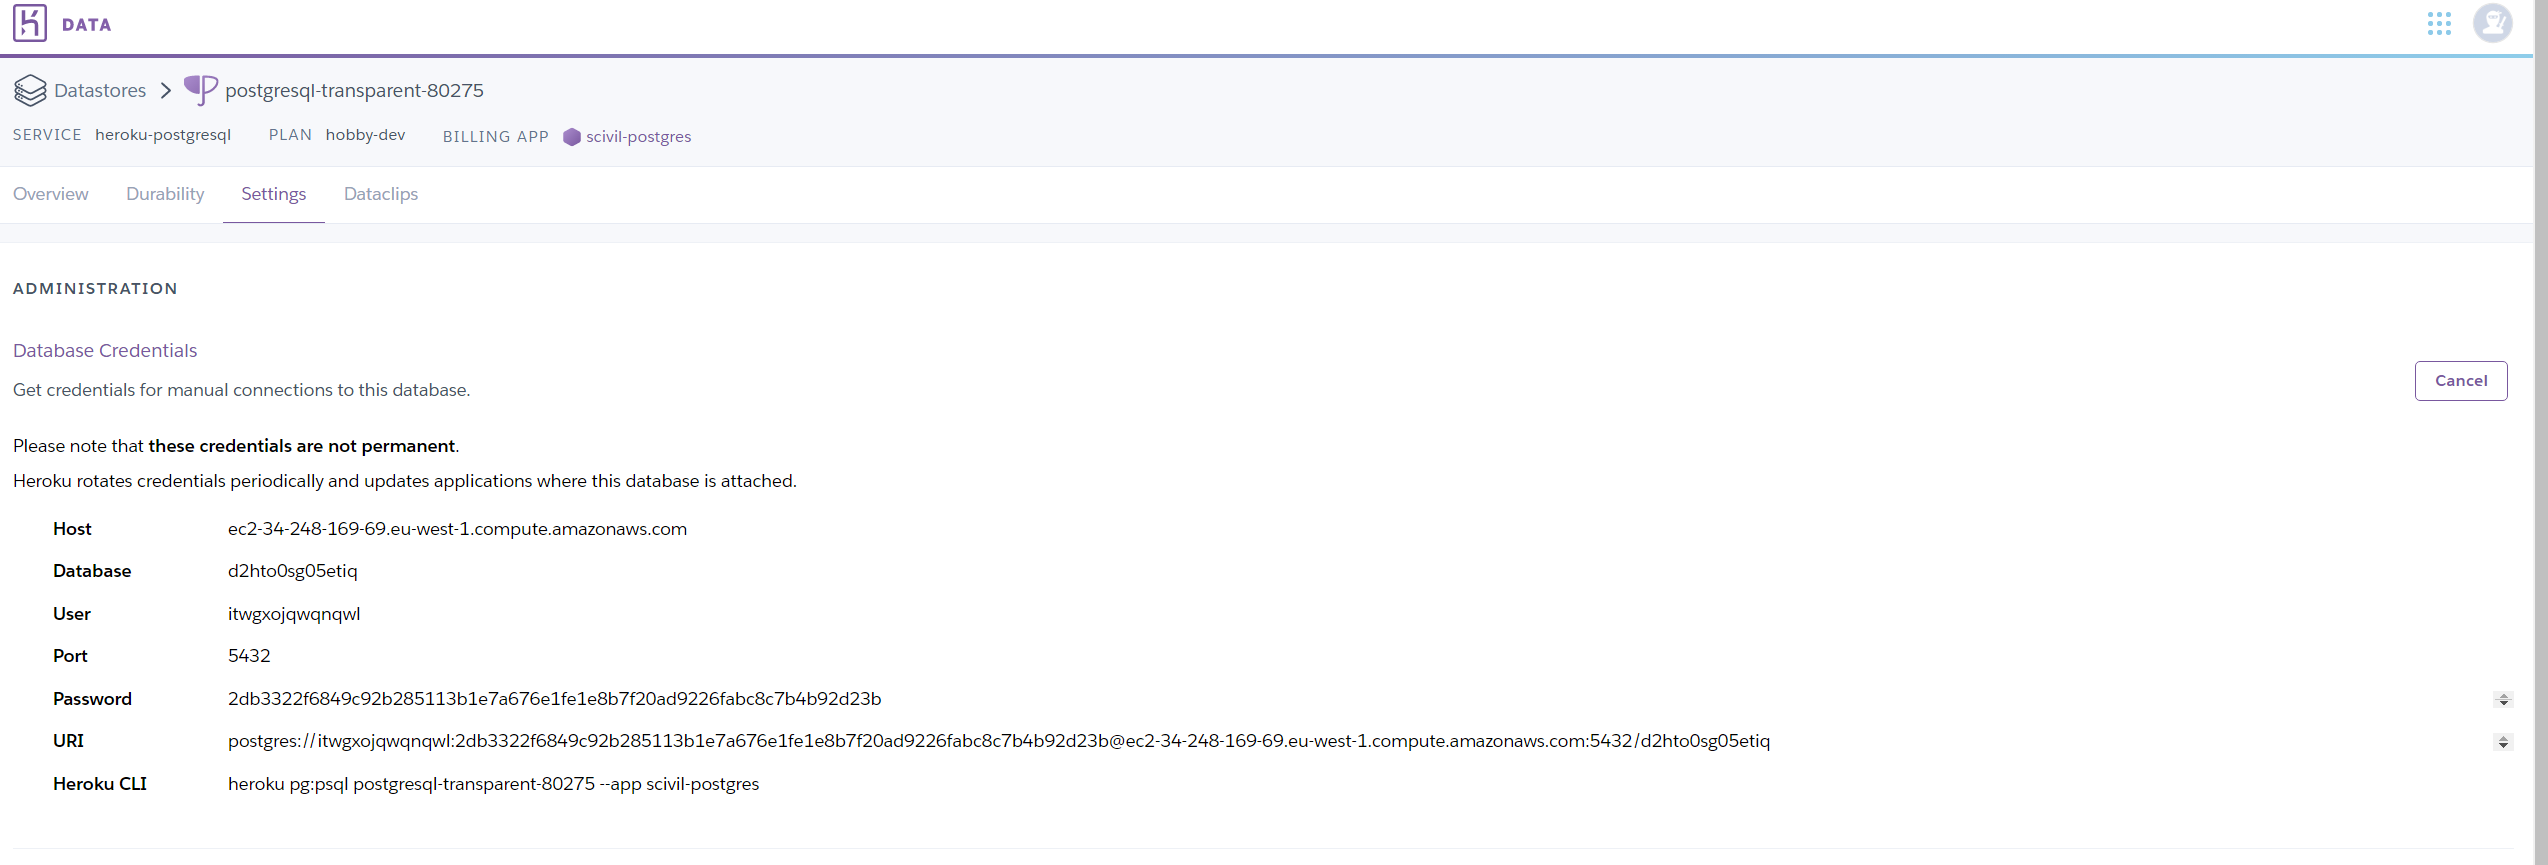 DATA
Datastores postgresql-transparent-80275
SERVICE heroku-postgresql PLAN hobby-dev BILLING APP scivil-postgres
Overview Durability Settings Dataclips
ADMINISTRATION
Database Credentials
Get credentials for manual connections to this database.
Cancel
Please note that these credentials are not permanent.
Heroku rotates credentials periodically and updates applications where this database is attached.
Host ec2-34-248-169-69.eu-west-1.compute.amazonaws.com
Database d2hto0sg05etiq
User itwgxojqwqnqwl
Port 5432
Password 2db3322f6849c92b285113b1e7a676e1fe1e8b7f20ad9226fabc8c7b4b92d23b
URI postgres://itwgxojqwqnqwl:2db3322f6849c92b285113b1e7a676e1fe1e8b7f20ad9226fabc8c7b4b92d23b@ec2-34-248-169-69.eu-west-1.compute.amazonaws.com:5432/d2hto0sg05etiq
Heroku CLI heroku pg:psql postgresql-transparent-80275 --app scivil-postgres